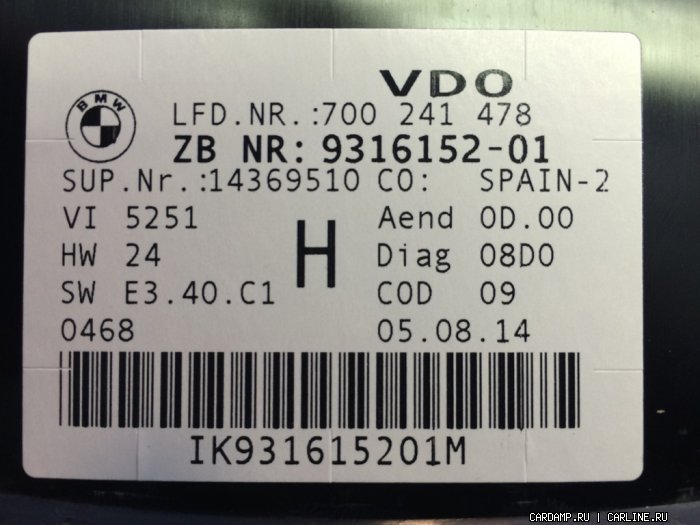 VDO
BMW
LFD.NR.:700 241 478
ZB NR: 9316152-01
SUP.Nr.:14369510 CO: SPAIN-2
VI 5251 Aend 0D.00
H
HW 24 Diag 08D0
SW E3.40.C1 COD 09
0468 05.08.14
IK931615201M
CARDAMP.RU | CARLINE.RU